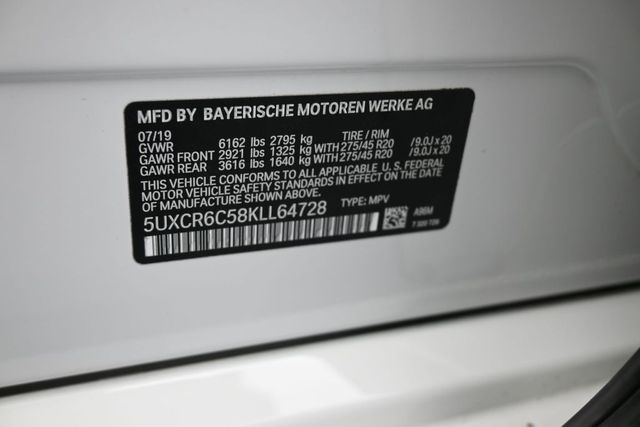 MFD BY BAYERISCHE MOTOREN WERKE AG
07/19 TIRE / RIM
GVWR 6162 lbs 2795 kg
GAWR FRONT 2921 lbs 1325 kg WITH 275/45 R20 /9.0J x 20
GAWR REAR 3616 lbs 1640 kg WITH 275/45 R20 /9.0J x 20
THIS VEHICLE CONFORMS TO ALL APPLICABLE U.S. FEDERAL
MOTOR VEHICLE SAFETY STANDARDS IN EFFECT ON THE
DATE OF MANUFACTURE SHOWN ABOVE.
5UXCR6C58KLL64728 TYPE: MPV
A96M